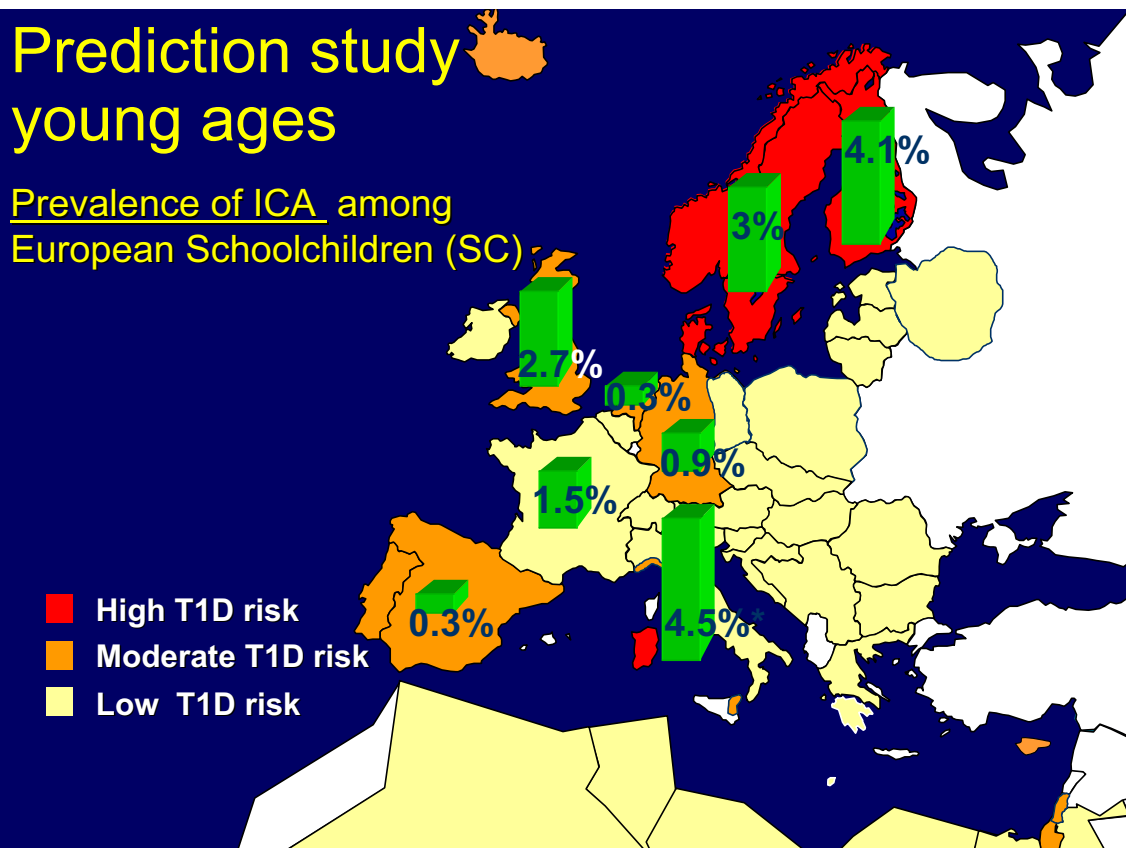 Prediction study
young ages
Prevalence of ICA among
European Schoolchildren (SC)
4.1%
3%
2.7%
0.3%
0.9%
1.5%
4.5%*
0.3%
High T1D risk
Moderate T1D risk
Low T1D risk